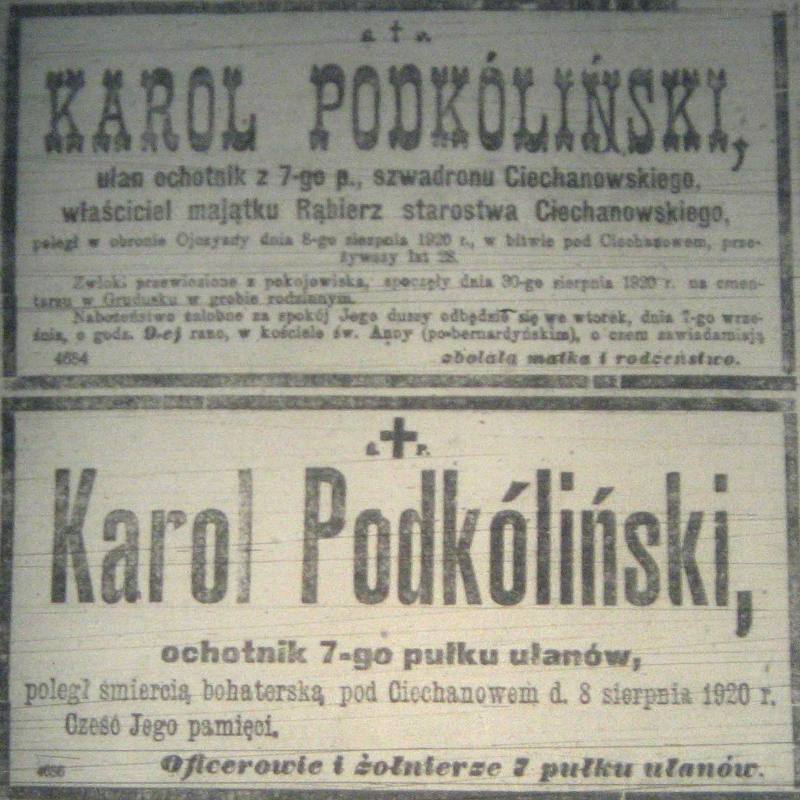 Ś. † P.
KAROL PODKÓLIŃSKI,
ułan ochotnik z 7-go p., szwadronu Ciechanowskiego,
właściciel majątku Rąbierz starostwa Ciechanowskiego,
poległ w obronie Ojczyzny dnia 8-go sierpnia 1920 r., w bitwie pod Ciechanowem, prze-
żywszy lat 28.
Zwłoki przewiezione z pobojowiska, spoczęły dnia 30-go sierpnia 1920 r. na cmen-
tarzu w Grudusku w grobie rodzinnym.
Nabożeństwo żałobne za spokój Jego duszy odbędzie się we wtorek, dnia 7-go wrze-
śnia, o godz. 9-ej rano, w kościele św. Anny (po-bernardyńskim), o czem zawiadamiają
4684 zbolała matka i rodzeństwo.
Ś. † P.
Karol Podkóliński,
ochotnik 7-go pułku ułanów,
poległ śmiercią bohaterską pod Ciechanowem d. 8 sierpnia 1920 r.
Cześć Jego pamięci.
4686 Oficerowie i żołnierze 7 pułku ułanów.